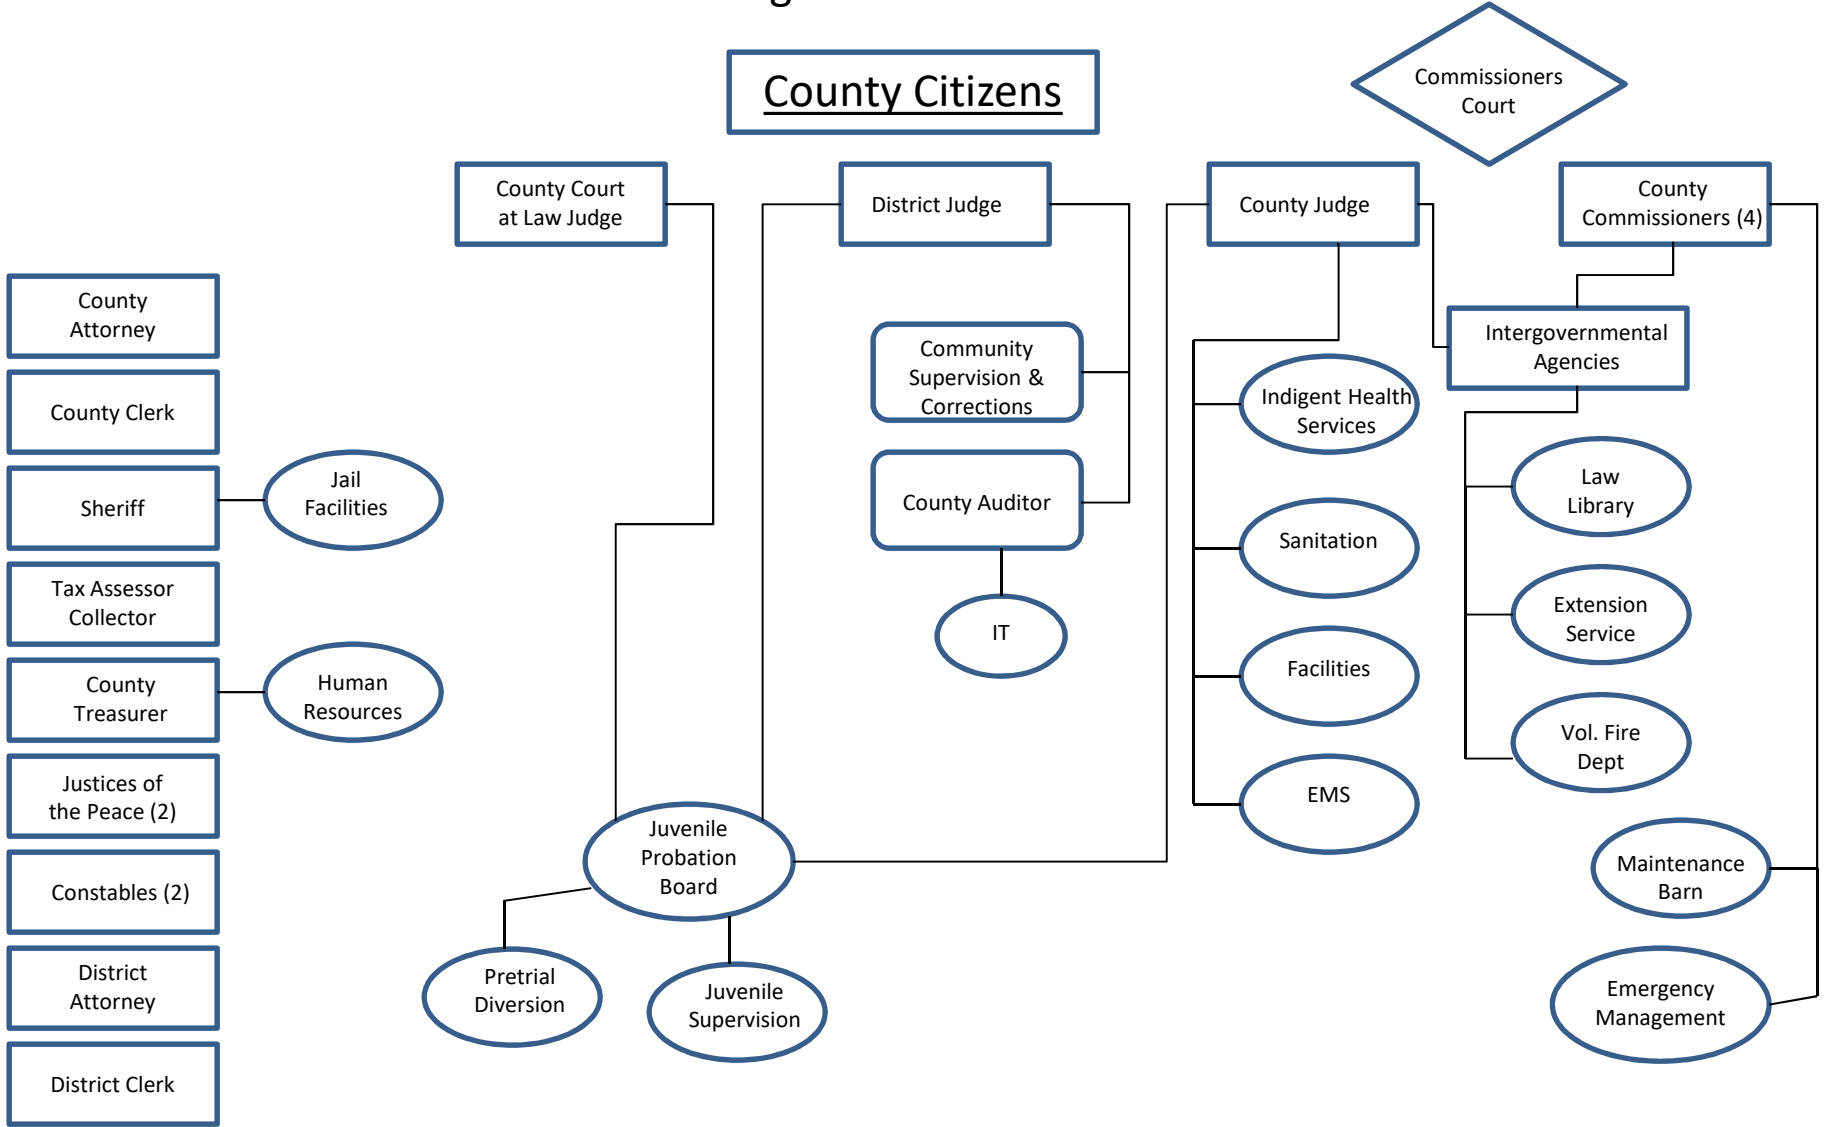 County Citizens
Commissioners
Court
County Court
at Law Judge
District Judge
County Judge
County
Commissioners (4)
County
Attorney
County Clerk
Sheriff
Jail
Facilities
Tax Assessor
Collector
County
Treasurer
Human
Resources
Justices of
the Peace (2)
Constables (2)
District
Attorney
District Clerk
Community
Supervision &
Corrections
County Auditor
IT
Juvenile
Probation
Board
Pretrial
Diversion
Juvenile
Supervision
Indigent Health
Services
Sanitation
Facilities
EMS
Intergovernmental
Agencies
Law
Library
Extension
Service
Vol. Fire
Dept
Maintenance
Barn
Emergency
Management